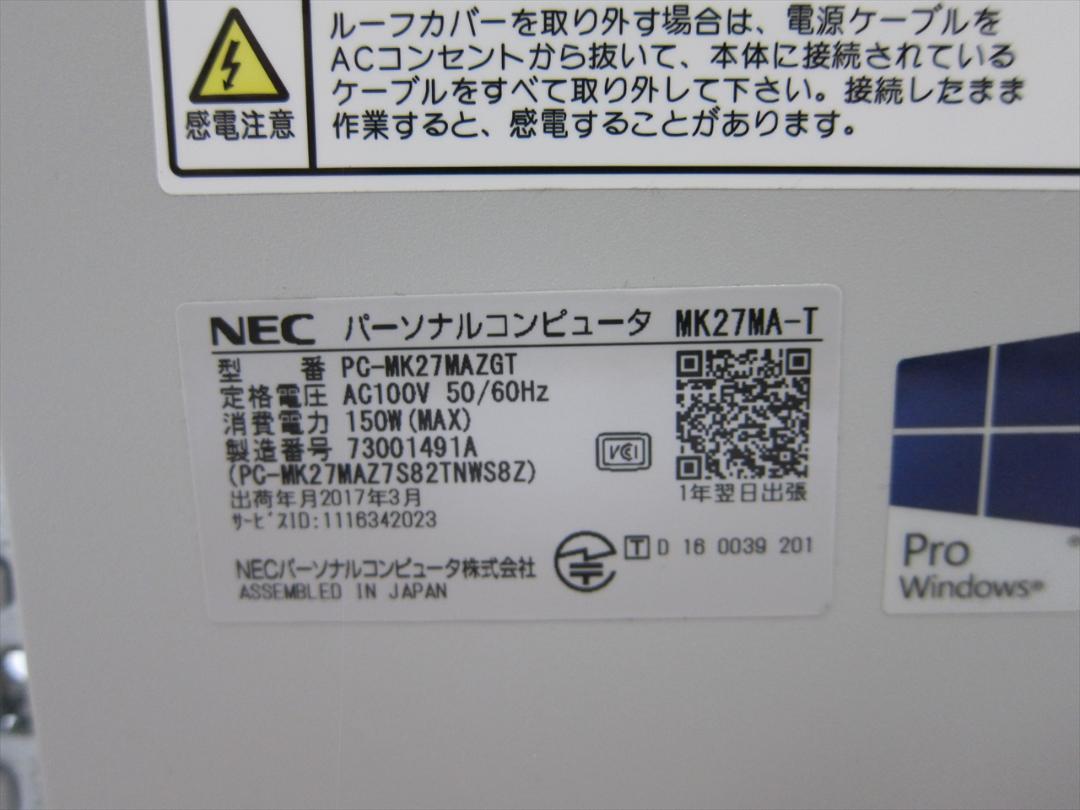 ルーフカバーを取り外す場合は、電源ケーブルを
ACコンセントから抜いて、本体に接続されている
ケーブルをすべて取り外して下さい。接続したまま
作業すると、感電することがあります。
感電注意
NEC パーソナルコンピュータ MK27MA-T
型番 PC-MK27MAZGT
定格電圧 AC100V 50/60Hz
消費電力 150W(MAX)
製造番号 73001491A
(PC-MK27MAZ7S82TNWS8Z)
出荷年月2017年3月
サービスID:1116342023
VCI
1年翌日出張
NECパーソナルコンピュータ株式会社
ASSEMBLED IN JAPAN
T D 16 0039 201
Pro
Windows®